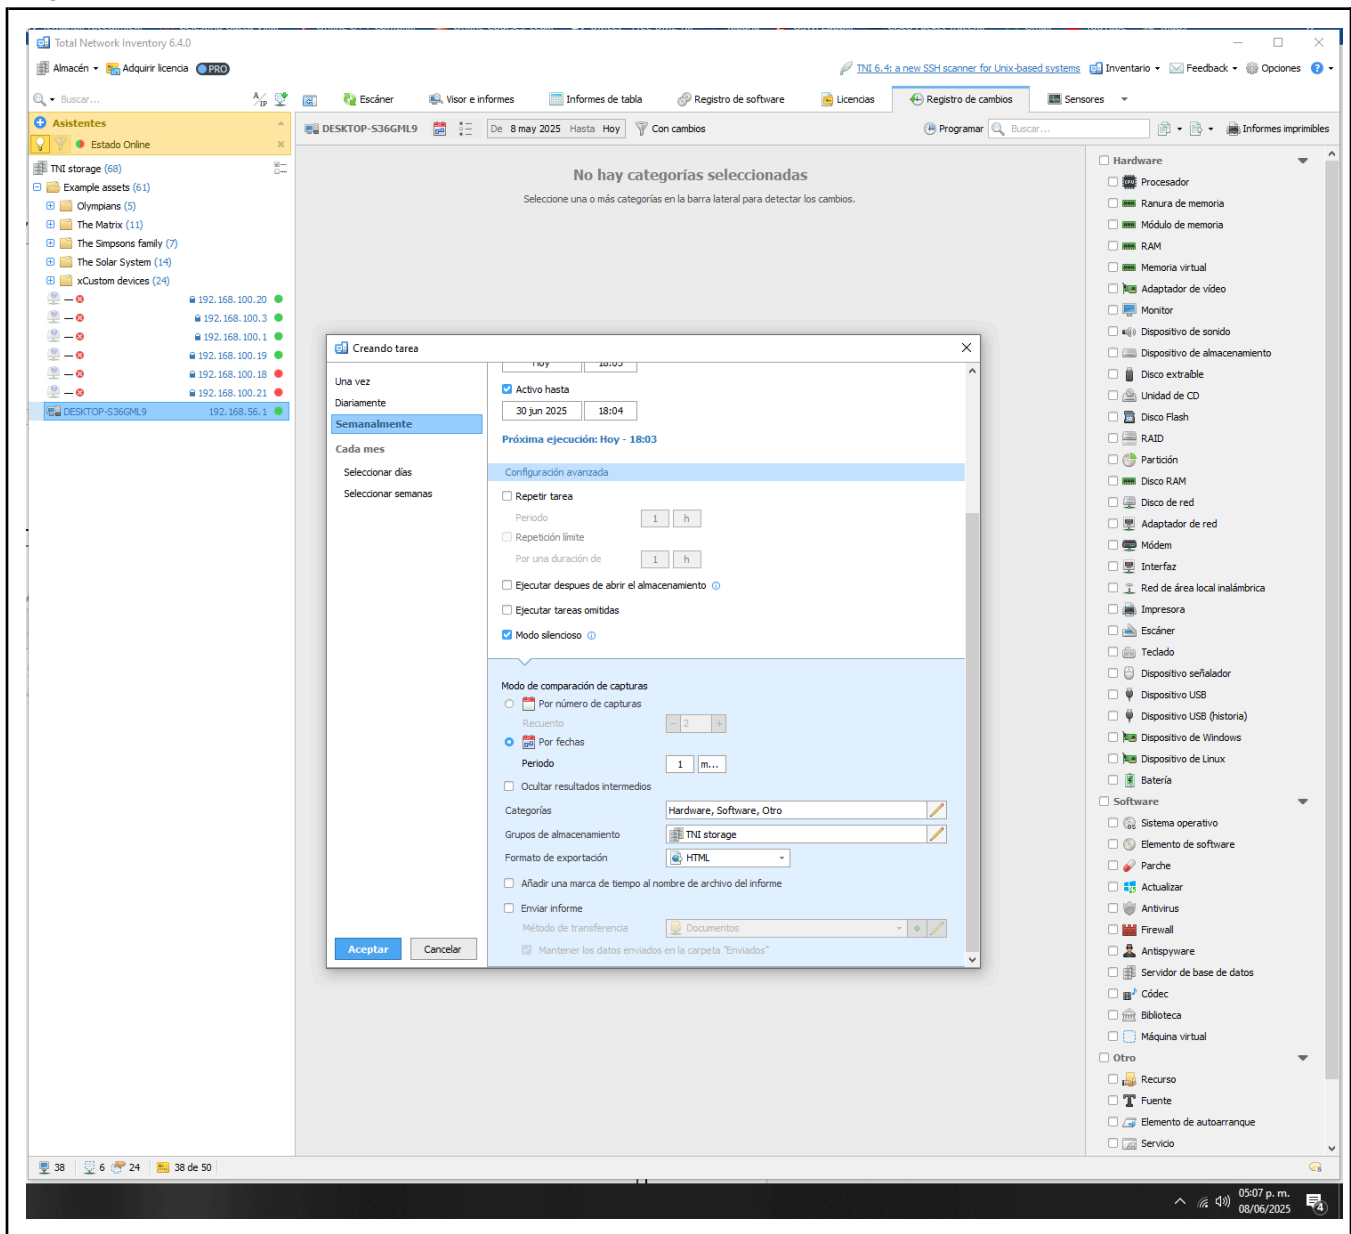 Total Network Inventory 6.4.0
Almacén Adquirir licencia PRO TNI 6.4: a new SSH scanner for Unix-based systems Inventario Feedback Opciones ?
Buscar... A/IP Escáner Visor e informes Informes de tabla Registro de software Licencias Registro de cambios Sensores
Asistentes
Estado Online
DESKTOP-S36GML9 De 8 may 2025 Hasta Hoy Con cambios Programar Buscar... Informes imprimibles
TNI storage (68)
Example assets (61)
Olympians (5)
The Matrix (11)
The Simpsons family (7)
The Solar System (14)
xCustom devices (24)
— 192.168.100.20
— 192.168.100.3
— 192.168.100.1
— 192.168.100.19
— 192.168.100.18
— 192.168.100.21
DESKTOP-S36GML9 192.168.56.1
No hay categorías seleccionadas
Seleccione una o más categorías en la barra lateral para detectar los cambios.
Creando tarea
Una vez
Diariamente
Semanalmente
Cada mes
Seleccionar días
Seleccionar semanas
Aceptar Cancelar
Hoy 18:03
Activo hasta
30 jun 2025 18:04
Próxima ejecución: Hoy - 18:03
Configuración avanzada
Repetir tarea
Periodo 1 h
Repetición límite
Por una duración de 1 h
Ejecutar despues de abrir el almacenamiento
Ejecutar tareas omitidas
Modo silencioso
Modo de comparación de capturas
Por número de capturas
Recuento − 2 +
Por fechas
Periodo 1 m...
Ocultar resultados intermedios
Categorías Hardware, Software, Otro
Grupos de almacenamiento TNI storage
Formato de exportación HTML
Añadir una marca de tiempo al nombre de archivo del informe
Enviar informe
Método de transferencia Documentos
Mantener los datos enviados en la carpeta "Enviados"
Hardware
Procesador
Ranura de memoria
Módulo de memoria
RAM
Memoria virtual
Adaptador de vídeo
Monitor
Dispositivo de sonido
Dispositivo de almacenamiento
Disco extraíble
Unidad de CD
Disco Flash
RAID
Partición
Disco RAM
Disco de red
Adaptador de red
Módem
Interfaz
Red de área local inalámbrica
Impresora
Escáner
Teclado
Dispositivo señalador
Dispositivo USB
Dispositivo USB (historia)
Dispositivo de Windows
Dispositivo de Linux
Batería
Software
Sistema operativo
Elemento de software
Parche
Actualizar
Antivirus
Firewall
Antispyware
Servidor de base de datos
Códec
Biblioteca
Máquina virtual
Otro
Recurso
Fuente
Elemento de autoarranque
Servicio
38 6 24 38 de 50
05:07 p. m.
08/06/2025
4